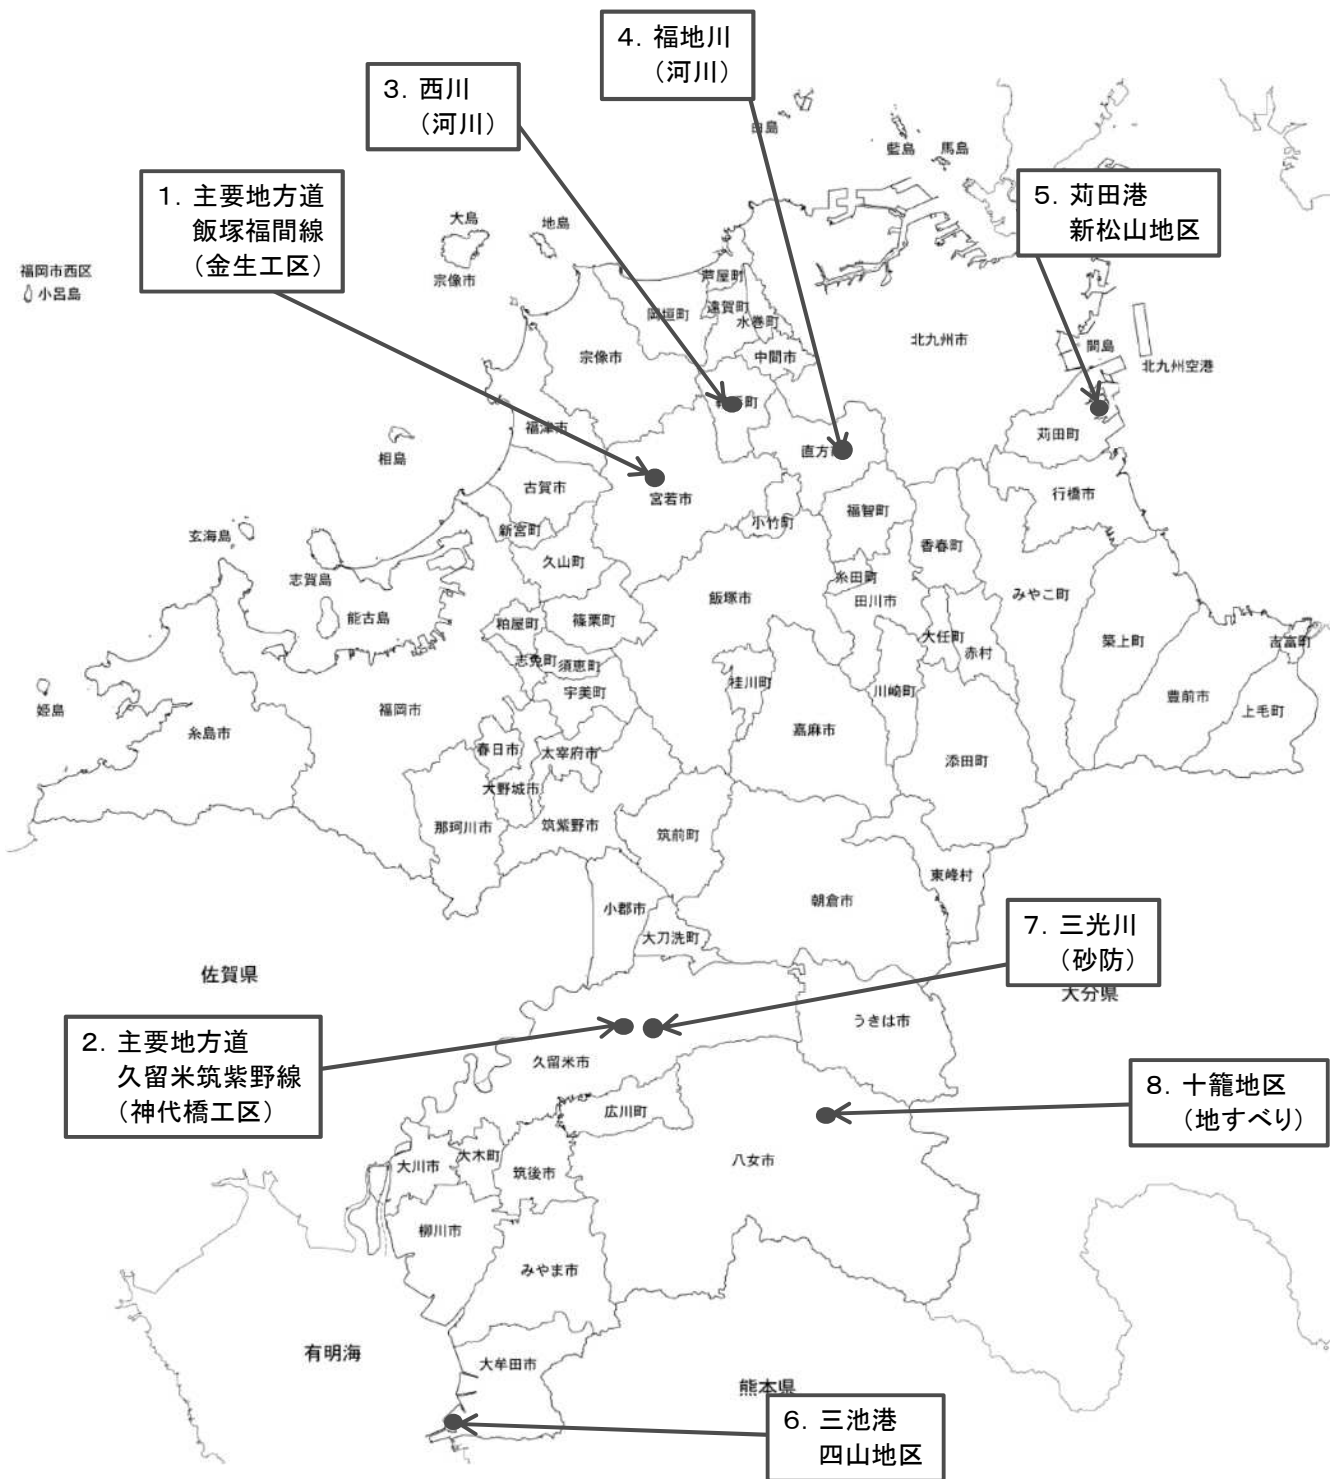 4. 福地川
(河川)
3. 西川
(河川)
1. 主要地方道
飯塚福間線
(金生工区)
5. 苅田港
新松山地区
白島
藍島
馬島
大島
宗像市
地島
福岡市西区
小呂島
芦屋町
遠賀町
水巻町
岡垣町
中間市
宗像市
北九州市
関島
北九州空港
苅田町
福津市
相島
直方
古賀市
宮若市
行橋市
新宮町
小竹町
福智町
香春町
玄海島
久山町
志賀島
糸田町
みやこ町
能古島
飯塚市
田川市
粕屋町
篠栗町
大任町
赤村
築上町
吉富町
志免町
須恵町
宇美町
桂川町
川崎町
豊前市
上毛町
姫島
糸島市
福岡市
嘉麻市
春日市
太宰府市
添田町
大野城市
那珂川市
筑紫野市
筑前町
東峰村
小郡市
朝倉市
大刀洗町
7. 三光川
(砂防)
佐賀県
大分県
うきは市
2. 主要地方道
久留米筑紫野線
(神代橋工区)
久留米市
広川町
8. 十籠地区
(地すべり)
大川市
大木町
筑後市
八女市
柳川市
みやま市
有明海
大牟田市
熊本県
6. 三池港
四山地区